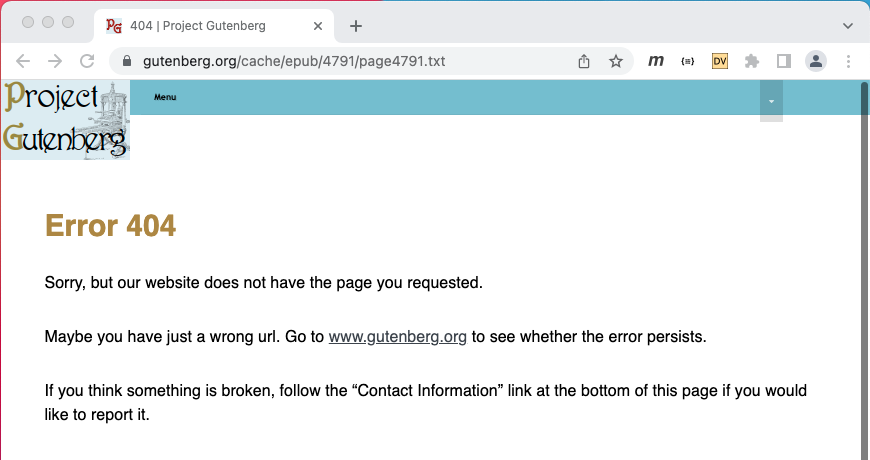 404 | Project Gutenberg
gutenberg.org/cache/epub/4791/page4791.txt
m
{≡}
DV
Project
Gutenberg
Menu
Error 404
Sorry, but our website does not have the page you requested.
Maybe you have just a wrong url. Go to www.gutenberg.org to see whether the error persists.
If you think something is broken, follow the “Contact Information” link at the bottom of this page if you would
like to report it.